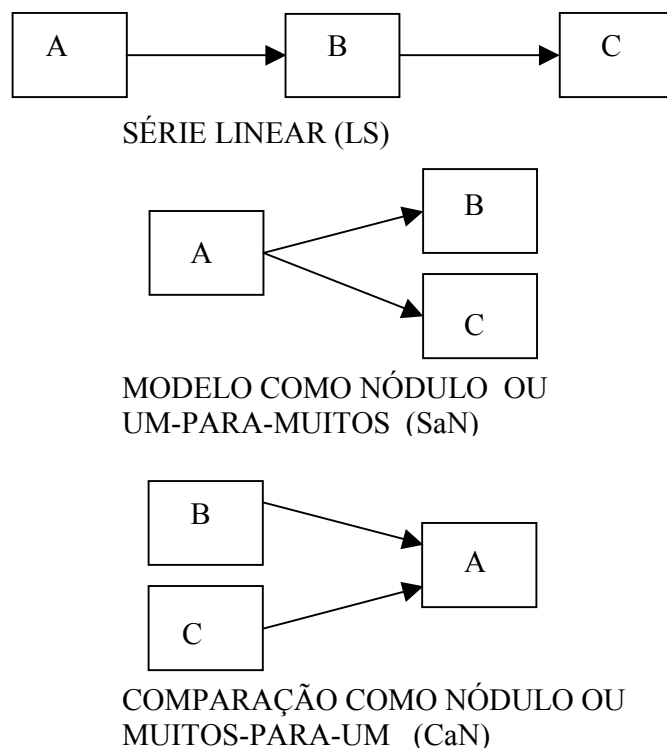 A B C
SÉRIE LINEAR (LS)
B
A
C
MODELO COMO NÓDULO OU
UM-PARA-MUITOS (SaN)
B
A
C
COMPARAÇÃO COMO NÓDULO OU
MUITOS-PARA-UM (CaN)